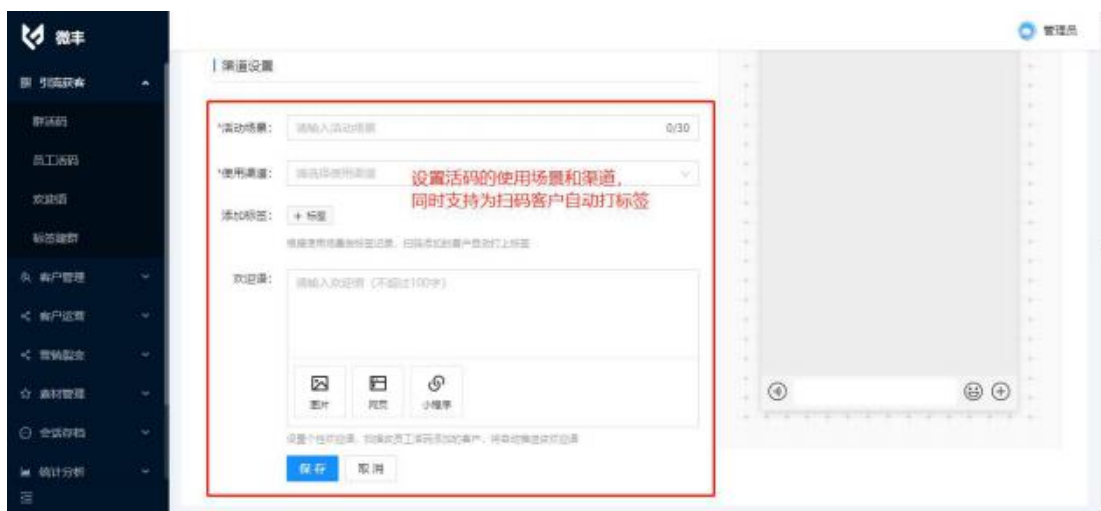 微丰
管理员
引流获客
群活码
员工活码
欢迎语
标签建群
客户管理
客户运营
营销裂变
素材管理
会话存档
统计分析
渠道设置
*活动场景: 请输入活动场景 0/30
*使用渠道: 请选择使用渠道
设置活码的使用场景和渠道,
同时支持为扫码客户自动打标签
添加标签: + 标签
欢迎语: 请输入欢迎语 (不超过100字)
图片 网页 小程序
保存 取消